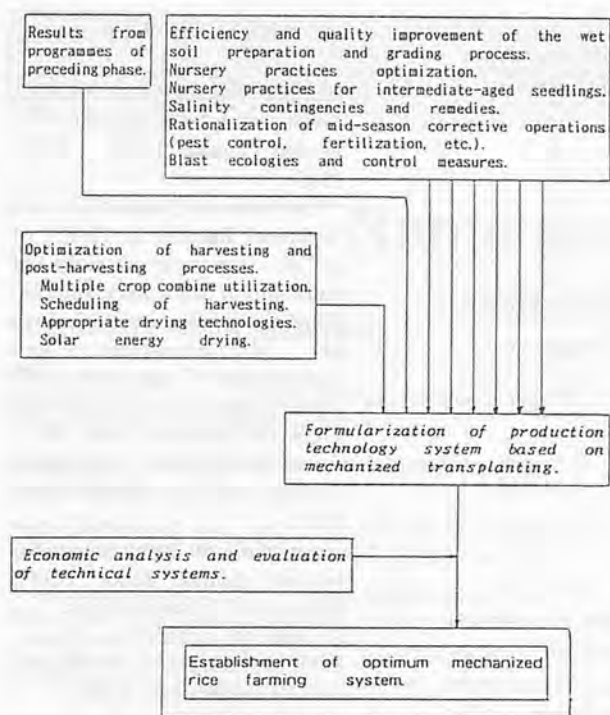 Results from
programmes of
preceding phase.
Efficiency and quality improvement of the wet
soil preparation and grading process.
Nursery practices optimization.
Nursery practices for intermediate-aged seedlings.
Salinity contingencies and remedies.
Rationalization of mid-season corrective operations
(pest control, fertilization, etc.).
Blast ecologies and control measures.
Optimization of harvesting and
post-harvesting processes.
Multiple crop combine utilization.
Scheduling of harvesting.
Appropriate drying technologies.
Solar energy drying.
Formularization of production
technology system based on
mechanized transplanting.
Economic analysis and evaluation
of technical systems.
Establishment of optimum mechanized
rice farming system.